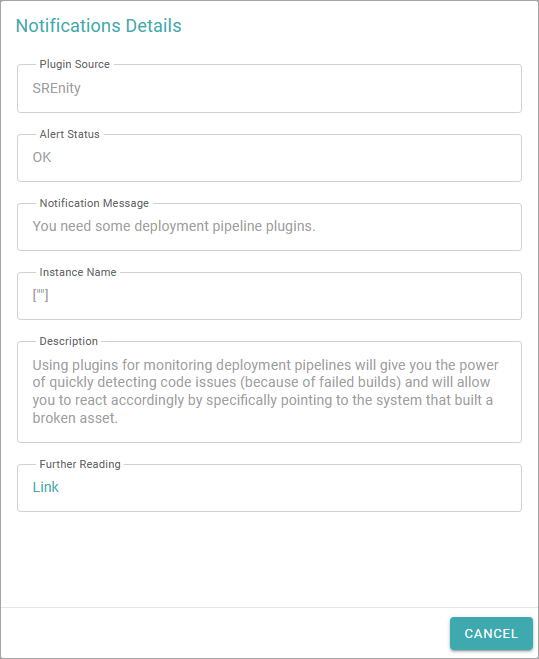 Notifications Details
Plugin Source
SREnity
Alert Status
OK
Notification Message
You need some deployment pipeline plugins.
Instance Name
[""]
Description
Using plugins for monitoring deployment pipelines will give you the power
of quickly detecting code issues (because of failed builds) and will allow
you to react accordingly by specifically pointing to the system that built a
broken asset.
Further Reading
Link
CANCEL